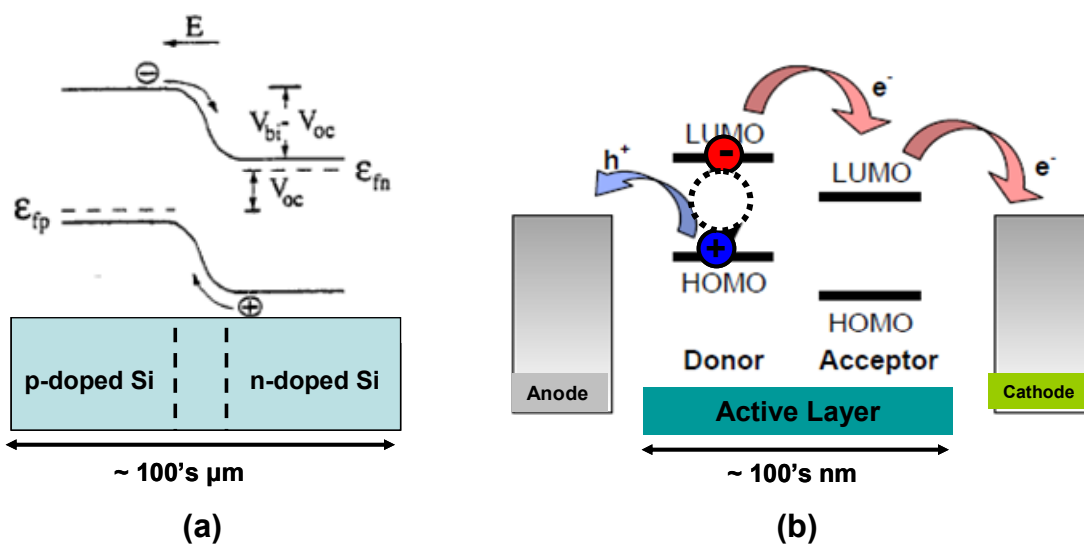 E
⊖
V_bi- V_oc
V_oc
ε_fn
ε_fp
⊕
p-doped Si
n-doped Si
~ 100's μm
(a)
e-
LUMO
-
h+
LUMO
e-
+
HOMO
HOMO
Donor
Acceptor
Anode
Cathode
Active Layer
~ 100's nm
(b)